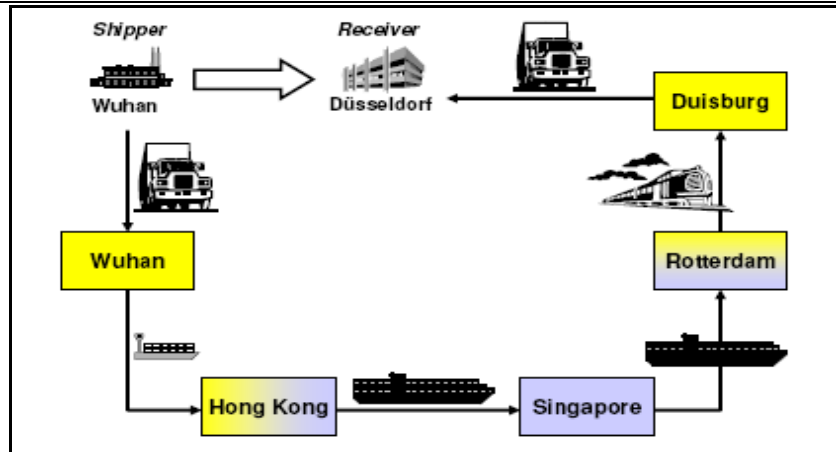 Shipper
Receiver
Wuhan
Düsseldorf
Duisburg
Wuhan
Rotterdam
Hong Kong
Singapore